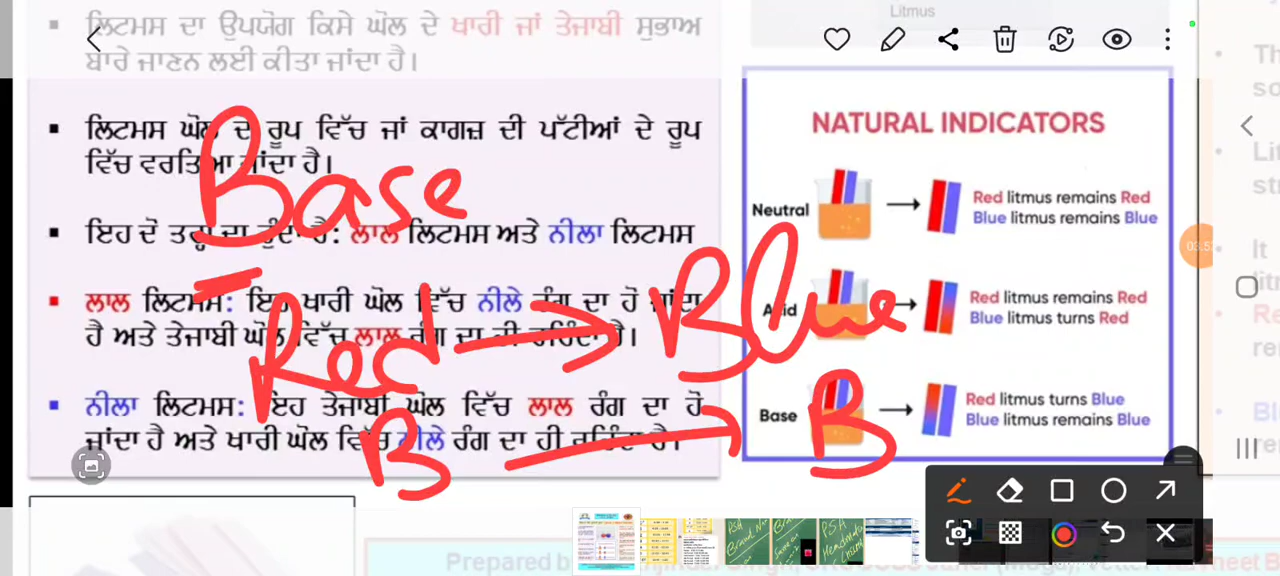 Litmus
ਲਿਟਮਸ ਦਾ ਉਪਯੋਗ ਕਿਸੇ ਘੋਲ ਦੇ ਖਾਰੀ ਜਾਂ ਤੇਜਾਬੀ ਸੁਭਾਅ
ਬਾਰੇ ਜਾਣਨ ਲਈ ਕੀਤਾ ਜਾਂਦਾ ਹੈ।
ਲਿਟਮਸ ਘੋਲ ਦੇ ਰੂਪ ਵਿੱਚ ਜਾਂ ਕਾਗਜ਼ ਦੀ ਪੱਟੀਆਂ ਦੇ ਰੂਪ
ਵਿੱਚ ਵਰਤਿਆ ਜਾਂਦਾ ਹੈ।
ਇਹ ਦੋ ਤਰ੍ਹਾਂ ਦਾ ਹੁੰਦਾ ਹੈ: ਲਾਲ ਲਿਟਮਸ ਅਤੇ ਨੀਲਾ ਲਿਟਮਸ
ਲਾਲ ਲਿਟਮਸ: ਇਹ ਖਾਰੀ ਘੋਲ ਵਿੱਚ ਨੀਲੇ ਰੰਗ ਦਾ ਹੋ ਜਾਂਦਾ
ਹੈ ਅਤੇ ਤੇਜਾਬੀ ਘੋਲ ਵਿੱਚ ਲਾਲ ਰੰਗ ਦਾ ਹੀ ਰਹਿੰਦਾ ਹੈ।
ਨੀਲਾ ਲਿਟਮਸ: ਇਹ ਤੇਜਾਬੀ ਘੋਲ ਵਿੱਚ ਲਾਲ ਰੰਗ ਦਾ ਹੋ
ਜਾਂਦਾ ਹੈ ਅਤੇ ਖਾਰੀ ਘੋਲ ਵਿੱਚ ਨੀਲੇ ਰੰਗ ਦਾ ਹੀ ਰਹਿੰਦਾ ਹੈ।
Base
Red → Blue
B → B
NATURAL INDICATORS
Neutral
Red litmus remains Red
Blue litmus remains Blue
Acid
Red litmus remains Red
Blue litmus turns Red
Base
Red litmus turns Blue
Blue litmus remains Blue
Prepared by